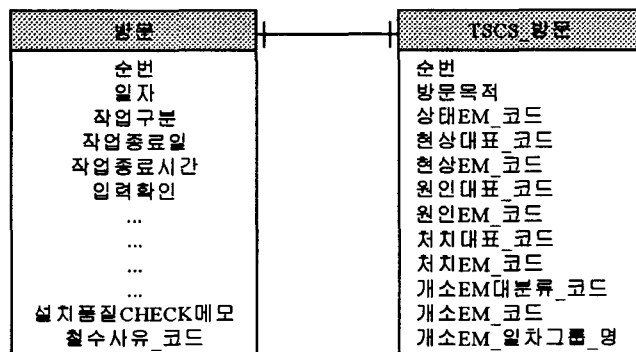 방문
순번
일자
작업구분
작업종료일
작업종료시간
입력확인
...
...
...
...
설치품질CHECK메모
철수사유_코드
TSCS_방문
순번
방문목적
상태EM_코드
현상대표_코드
현상EM_코드
원인대표_코드
원인EM_코드
처치대표_코드
처치EM_코드
개소EM대분류_코드
개소EM_코드
개소EM_일차그룹_명